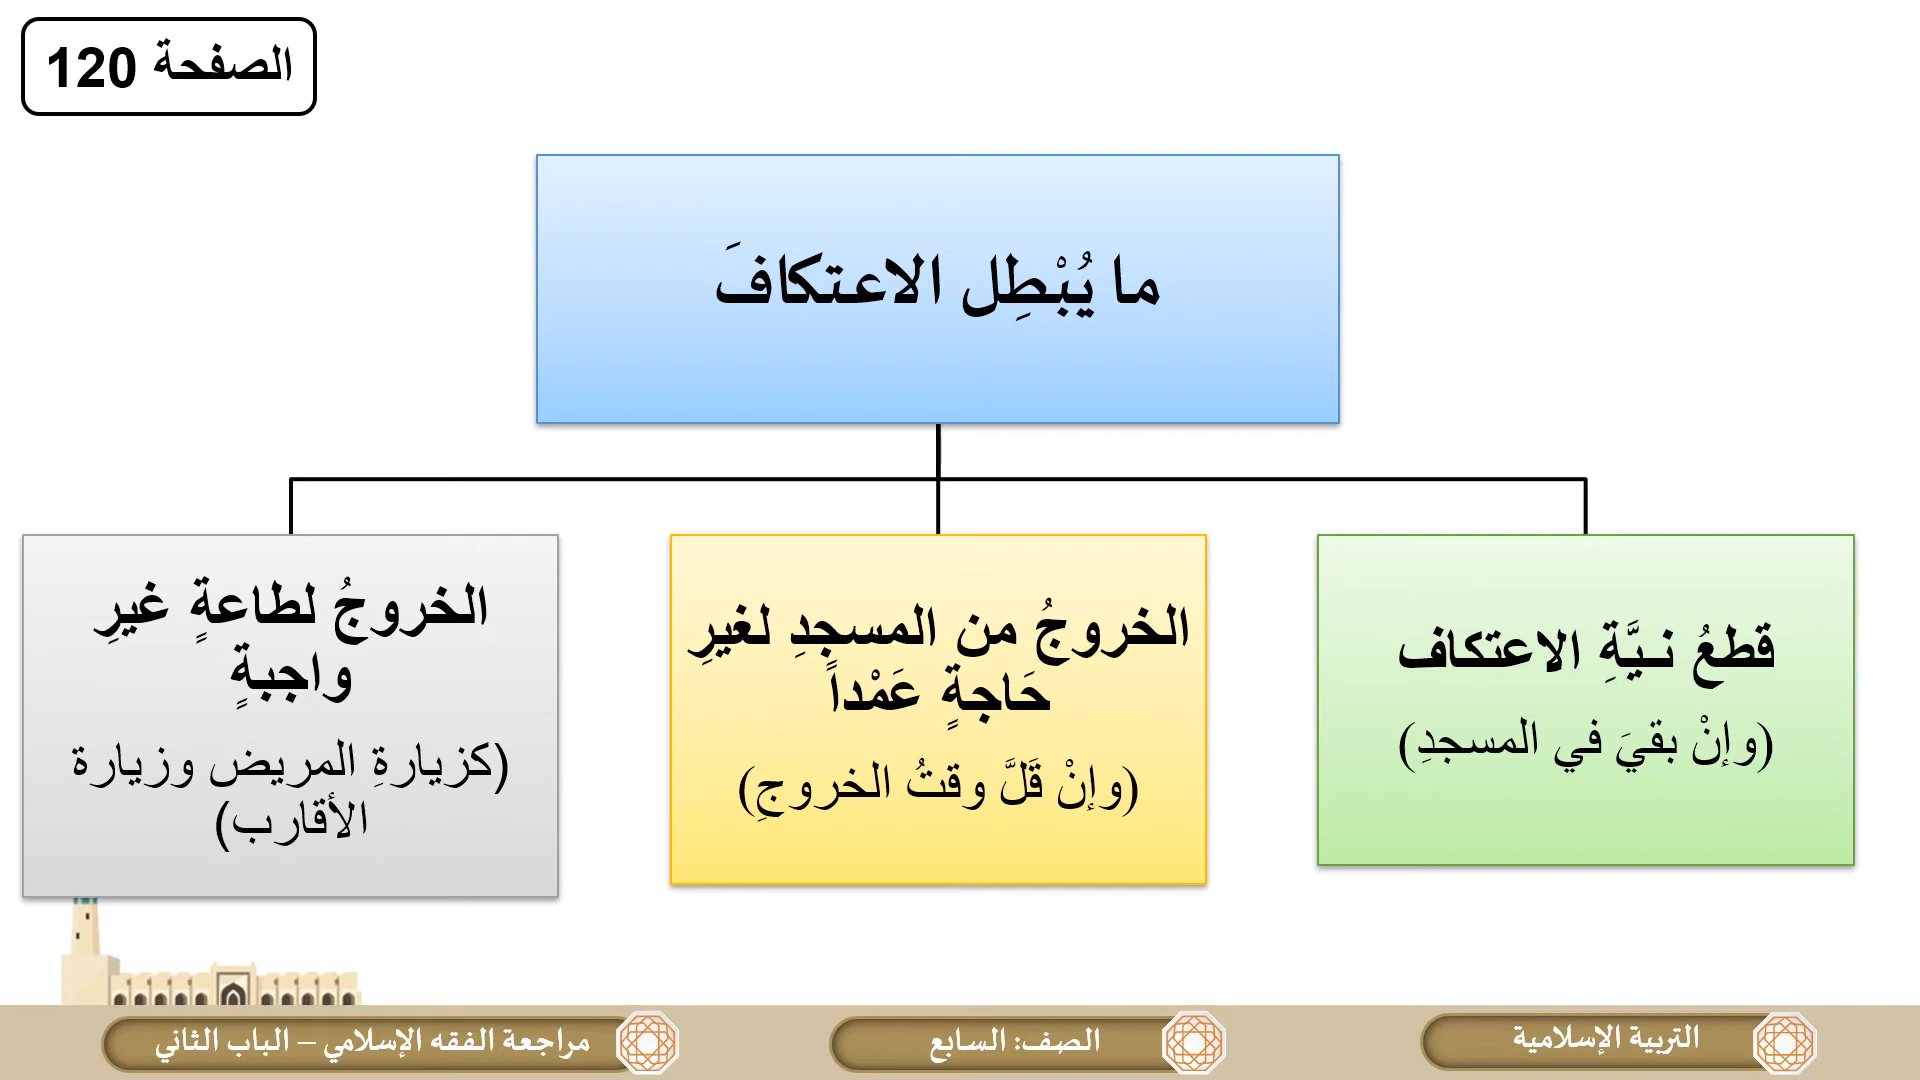 الصفحة 120
ما يُبْطِل الاعتكافَ
قطعُ نـيَّةِ الاعتكاف
(وإنْ بقيَ في المسجدِ)
الخروجُ من المسجدِ لغيرِ
حَاجةٍ عَمْداً
(وإنْ قَلَّ وقتُ الخروجِ)
الخروجُ لطاعةٍ غيرِ
واجبةٍ
(كزيارةِ المريض وزيارة
الأقارب)
التربية الإسلامية
الصف: السابع
مراجعة الفقه الإسلامي – الباب الثاني